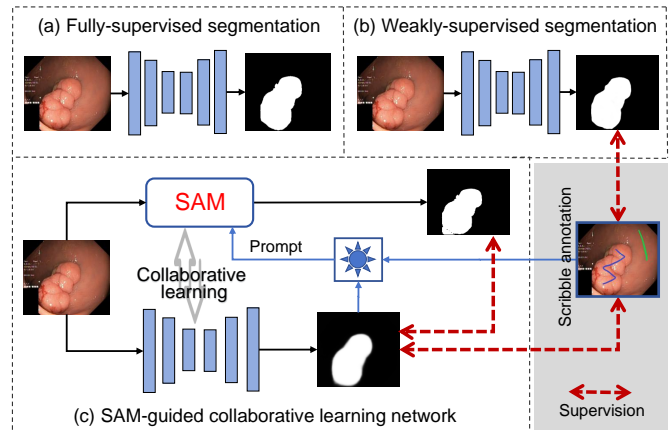 (a) Fully-supervised segmentation
(b) Weakly-supervised segmentation
SAM
Prompt
Collaborative
learning
Scribble annotation
(c) SAM-guided collaborative learning network
Supervision